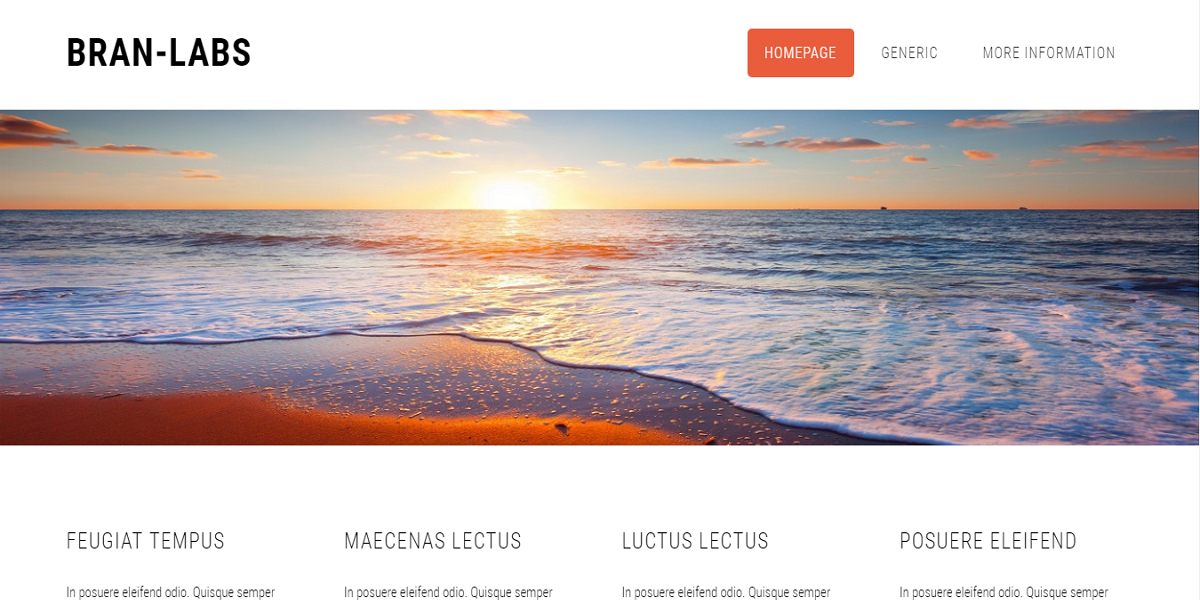 BRAN-LABS
HOMEPAGE
GENERIC
MORE INFORMATION
FEUGIAT TEMPUS
MAECENAS LECTUS
LUCTUS LECTUS
POSUERE ELEIFEND
In posuere eleifend odio. Quisque semper
In posuere eleifend odio. Quisque semper
In posuere eleifend odio. Quisque semper
In posuere eleifend odio. Quisque semper